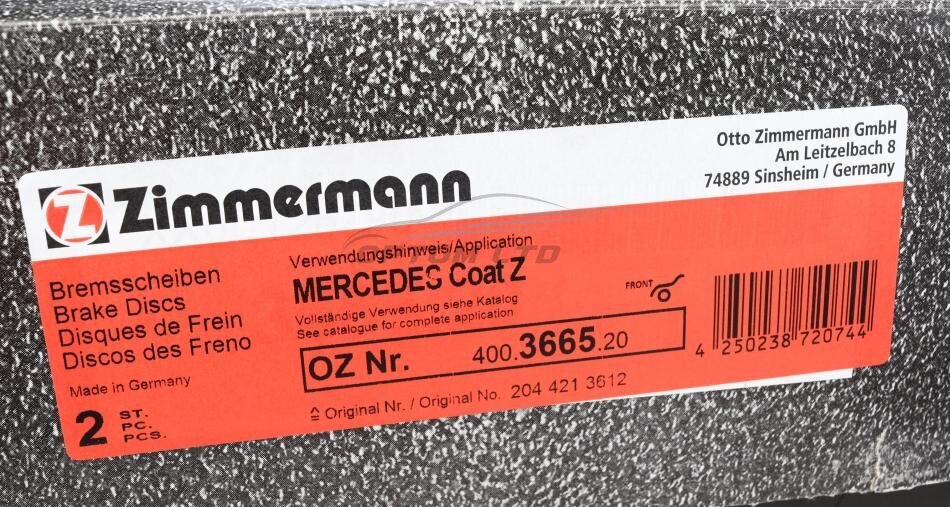 Zimmermann
Otto Zimmermann GmbH
Am Leitzelbach 8
74889 Sinsheim / Germany
Bremsscheiben
Brake Discs
Disques de Frein
Discos des Freno
Made in Germany
2 ST.
PC.
PCS.
Verwendungshinweis/Application
MERCEDES Coat Z
Vollständige Verwendung siehe Katalog
See catalogue for complete application
OZ Nr. 400.3665.20
≙ Original Nr. / Original No. 204 421 3612
FRONT
4 250238 720744